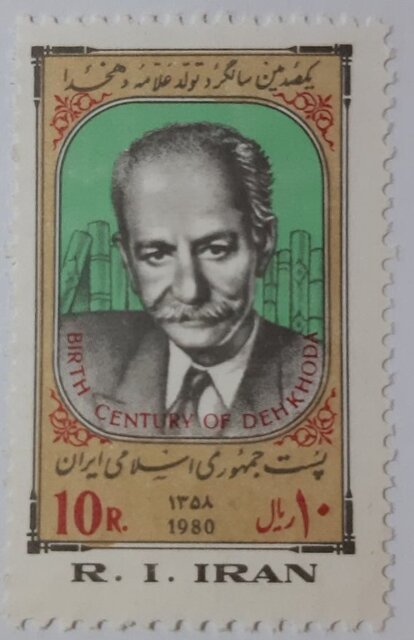 یکصدمین سالگرد تولد علامه دهخدا
BIRTH CENTURY OF DEHKHODA
پست جمهوری اسلامی ایران
10R. ۱۳۵۸ ۱۰ ریال
1980
R. I. IRAN